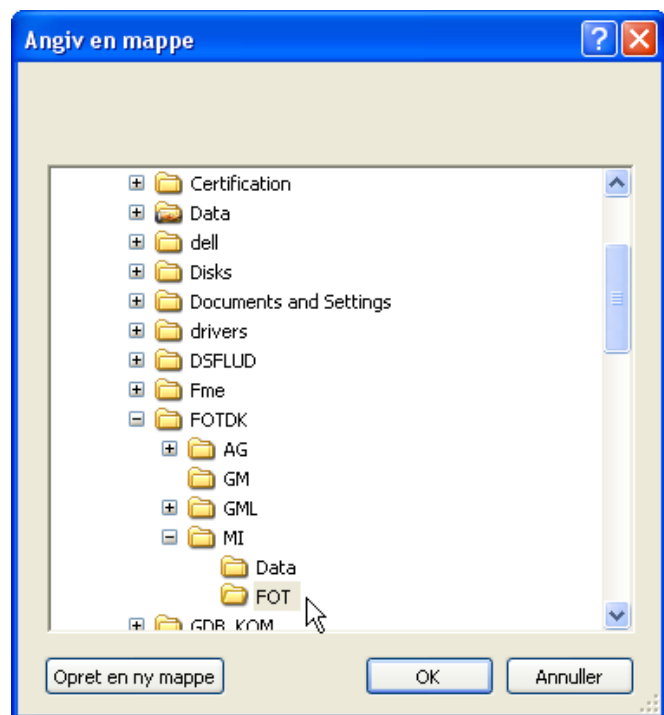 Angiv en mappe
Certification
Data
dell
Disks
Documents and Settings
drivers
DSFLUD
Fme
FOTDK
AG
GM
GML
MI
Data
FOT
GDB_KOM
Opret en ny mappe
OK
Annuller